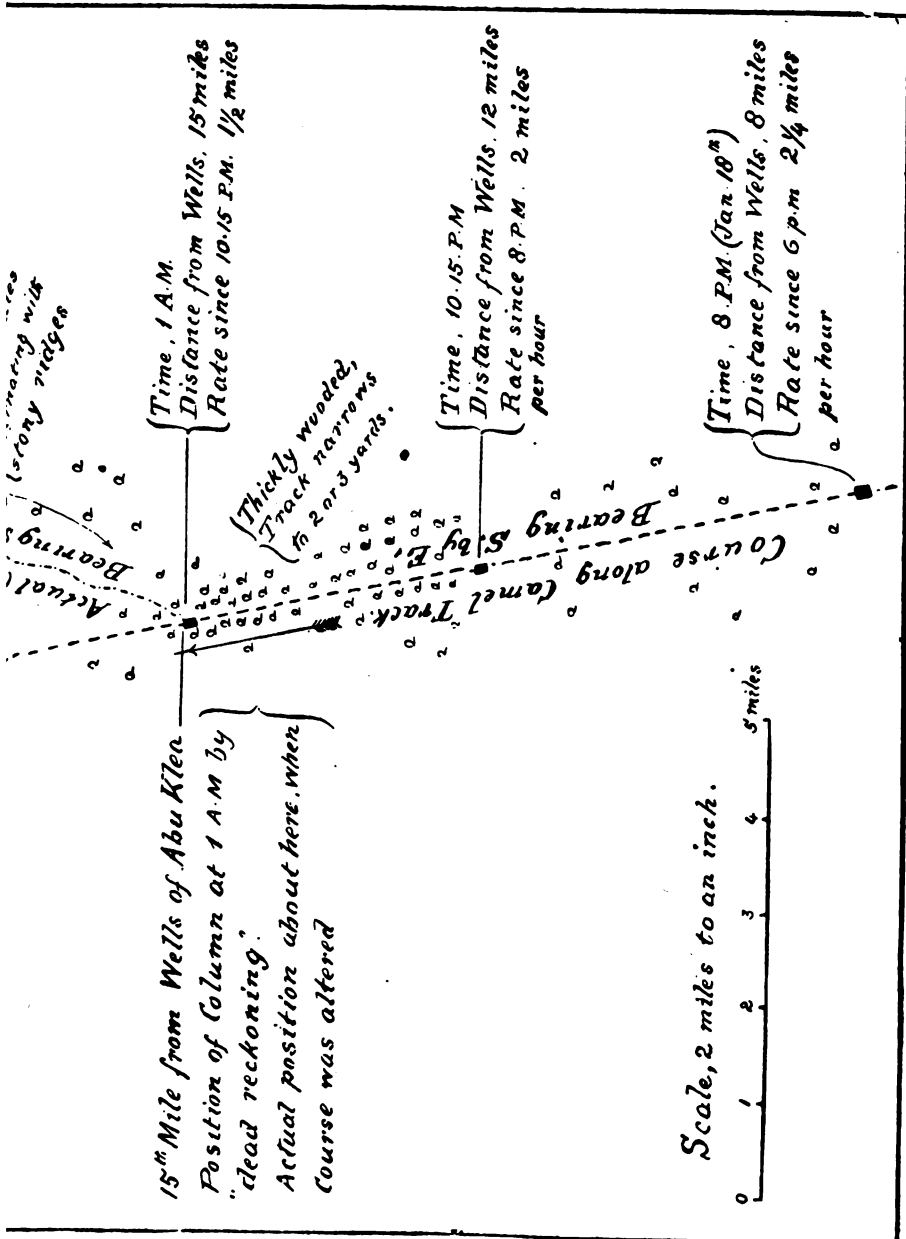 nating with
(stony ridges
Bearing S
Actual (
{Time, 1 A.M.
Distance from Wells, 15 miles
Rate since 10.15 P.M. 1½ miles
{Thickly wooded,
Track narrows
to 2 or 3 yards.
{Time, 10.15. P.M
Distance from Wells, 12 miles
Rate since 8.P.M. 2 miles
per hour
{Time, 8.P.M.(Jan 18th)
Distance from Wells, 8 miles
Rate since 6 p.m 2¼ miles
per hour
Bearing S. by E.
Course along Camel Track.
15th Mile from Wells of Abu Klea
Position of Column at 1 A.M by
"dead reckoning."
Actual position about here, when
Course was altered
Scale, 2 miles to an inch.
0 1 2 3 4 5 miles